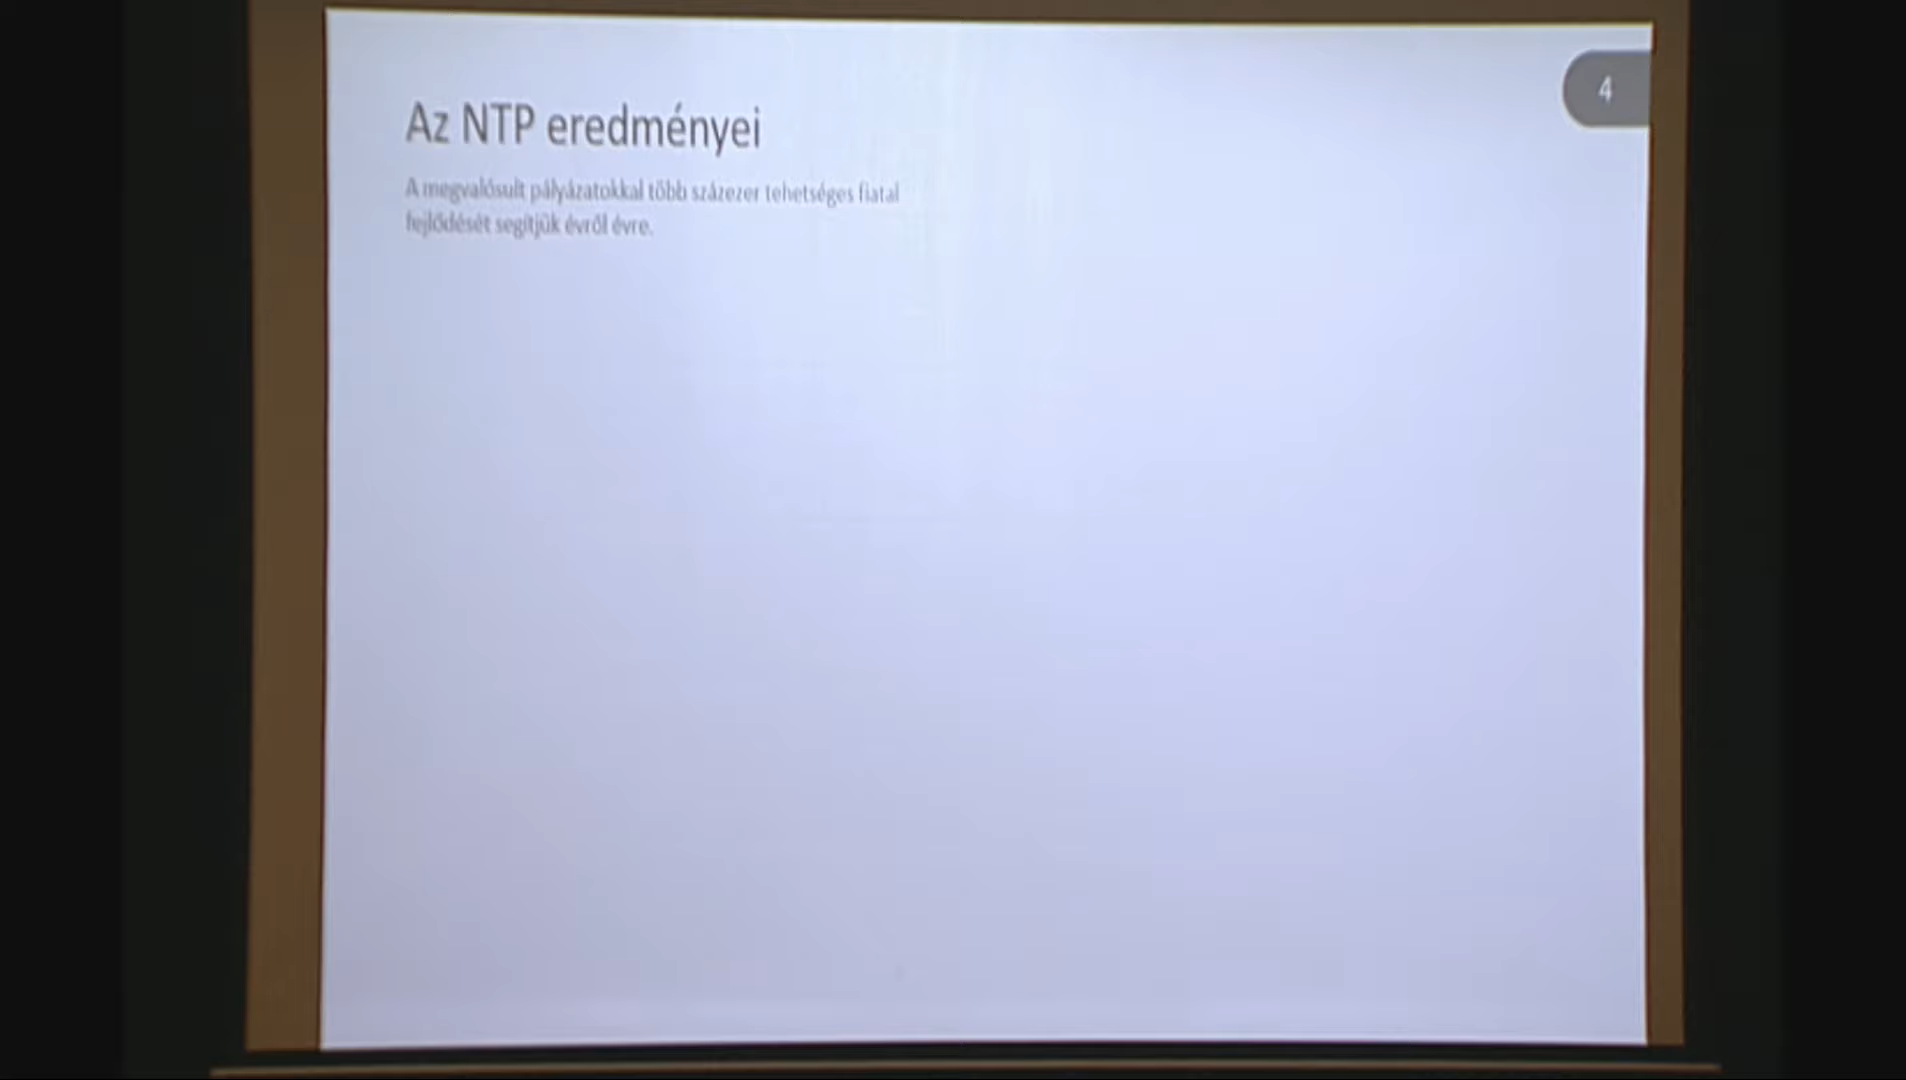 4
Az NTP eredményei
A megvalósult pályázatokkal több százezer tehetséges fiatal
fejlődését segítjük évről évre.